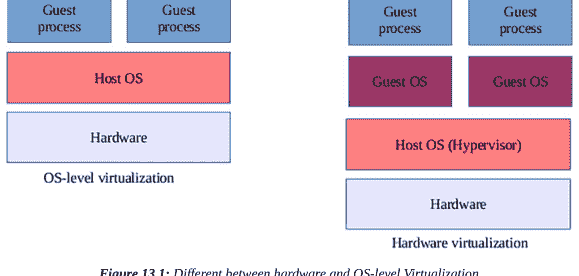 Guest
process
Guest
process
Host OS
Hardware
OS-level virtualization
Guest
process
Guest
process
Guest OS
Guest OS
Host OS (Hypervisor)
Hardware
Hardware virtualization
Figure 13.1: Different between hardware and OS-level Virtualization